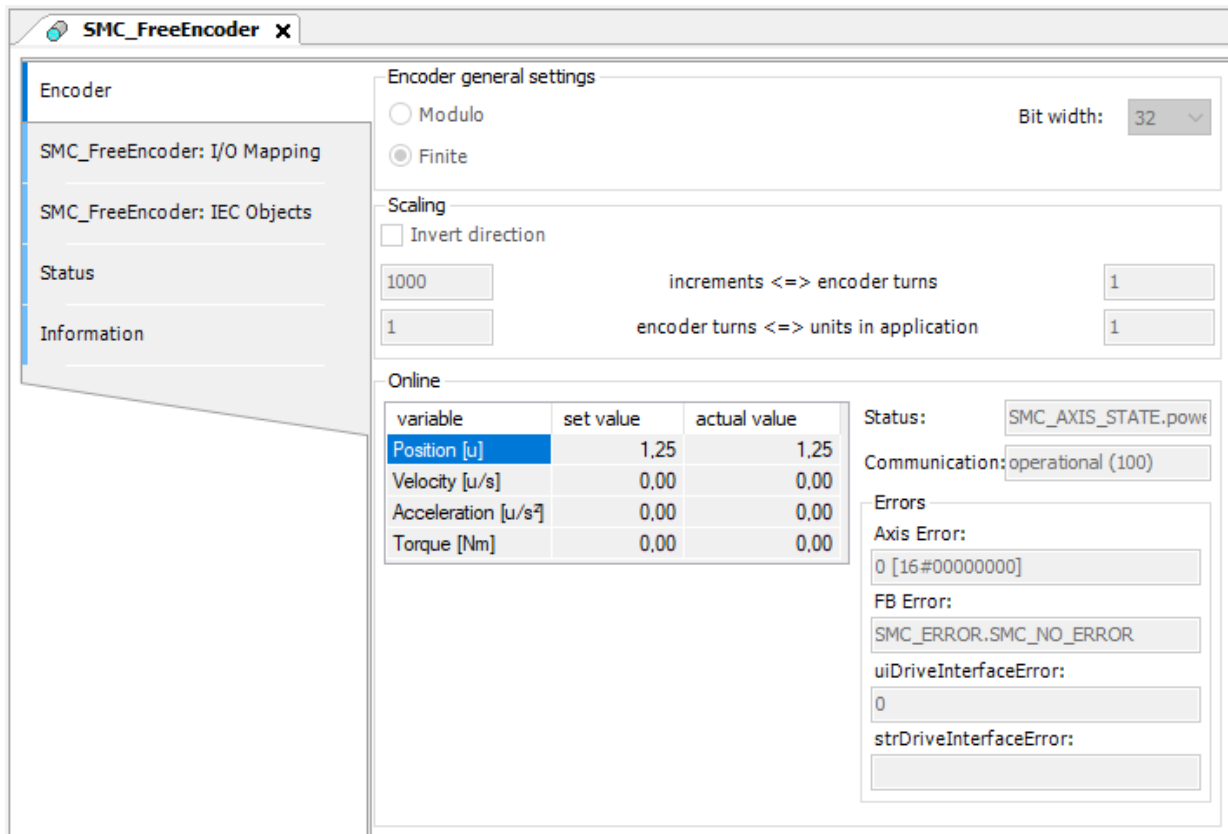 SMC_FreeEncoder x
Encoder
SMC_FreeEncoder: I/O Mapping
SMC_FreeEncoder: IEC Objects
Status
Information
Encoder general settings
Modulo
Bit width: 32
Finite
Scaling
Invert direction
1000 increments <=> encoder turns 1
1 encoder turns <=> units in application 1
Online
variable set value actual value
Position [u] 1,25 1,25
Velocity [u/s] 0,00 0,00
Acceleration [u/s²] 0,00 0,00
Torque [Nm] 0,00 0,00
Status: SMC_AXIS_STATE.powe
Communication: operational (100)
Errors
Axis Error:
0 [16#00000000]
FB Error:
SMC_ERROR.SMC_NO_ERROR
uiDriveInterfaceError:
0
strDriveInterfaceError: